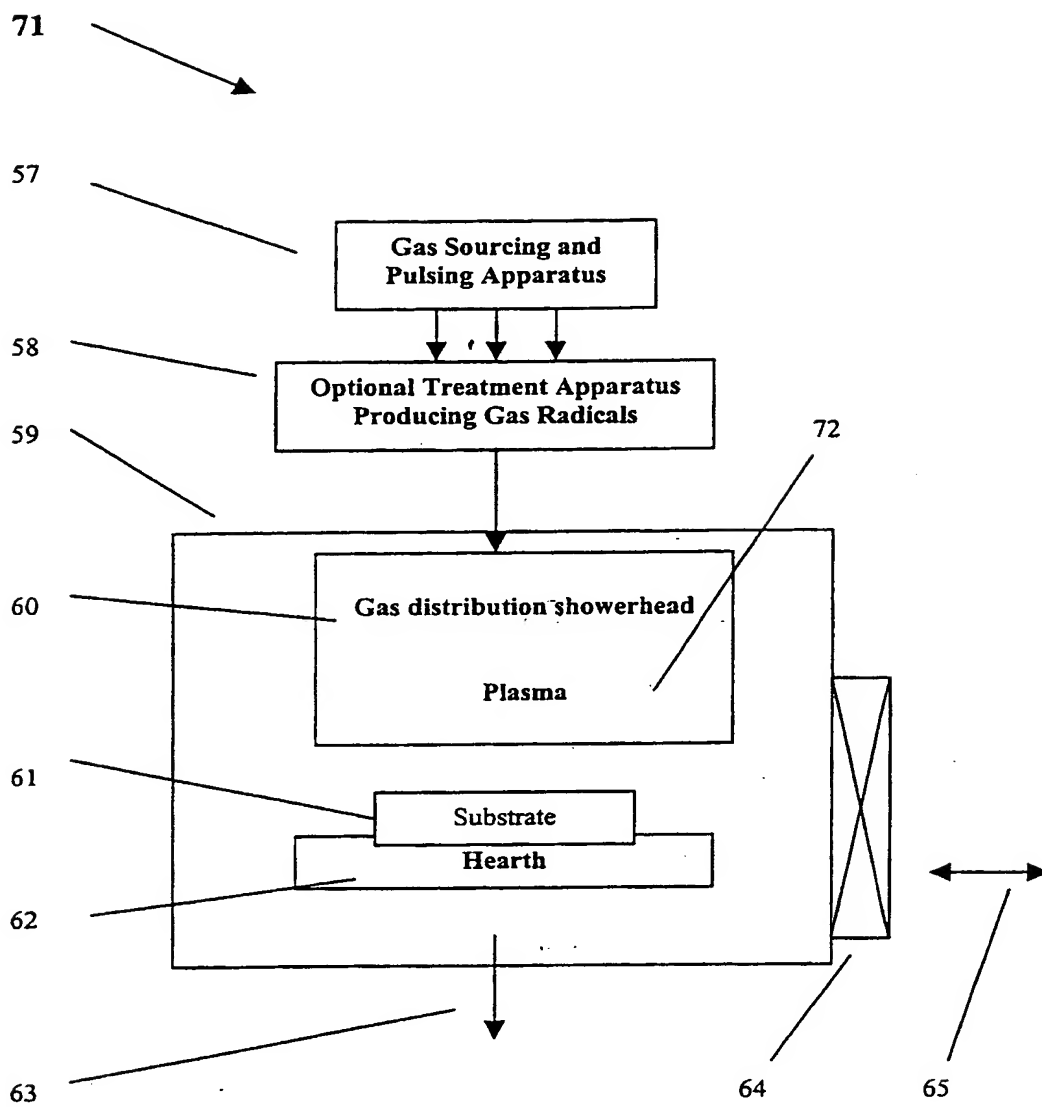 71
57
Gas Sourcing and
Pulsing Apparatus
58
Optional Treatment Apparatus
Producing Gas Radicals
59
72
60
Gas distribution showerhead
Plasma
61
Substrate
Hearth
62
63
64
65